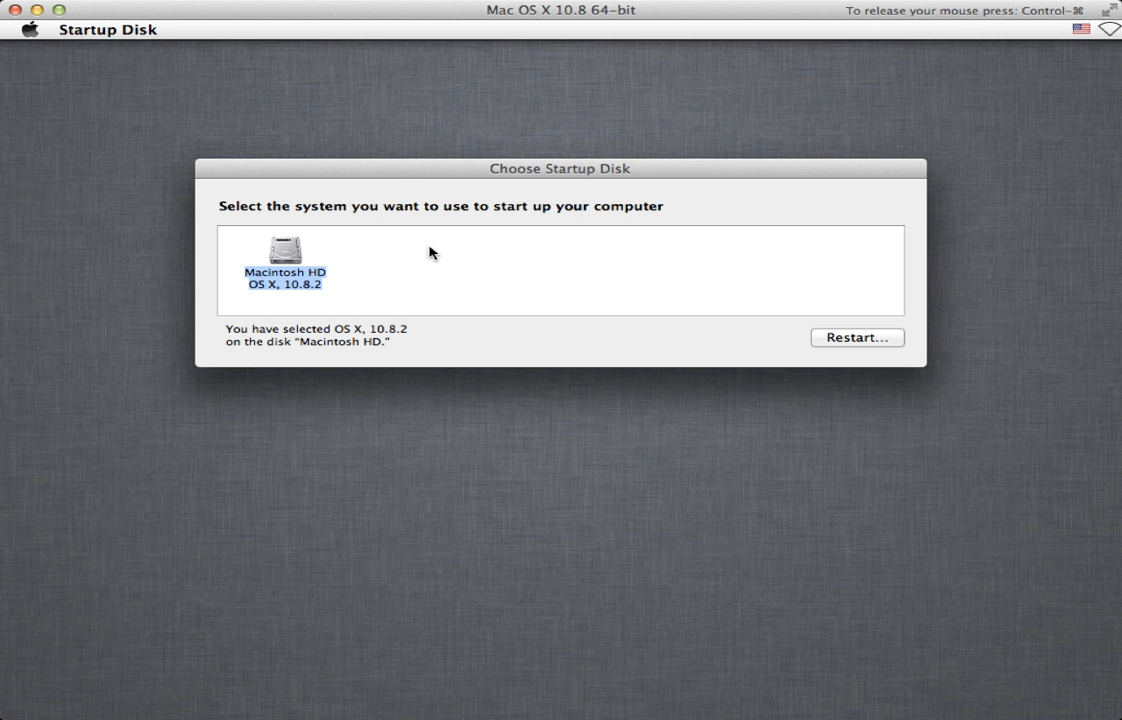 Mac OS X 10.8 64-bit
To release your mouse press: Control-⌘
Startup Disk
Choose Startup Disk
Select the system you want to use to start up your computer
Macintosh HD
OS X, 10.8.2
You have selected OS X, 10.8.2
on the disk “Macintosh HD.”
Restart...